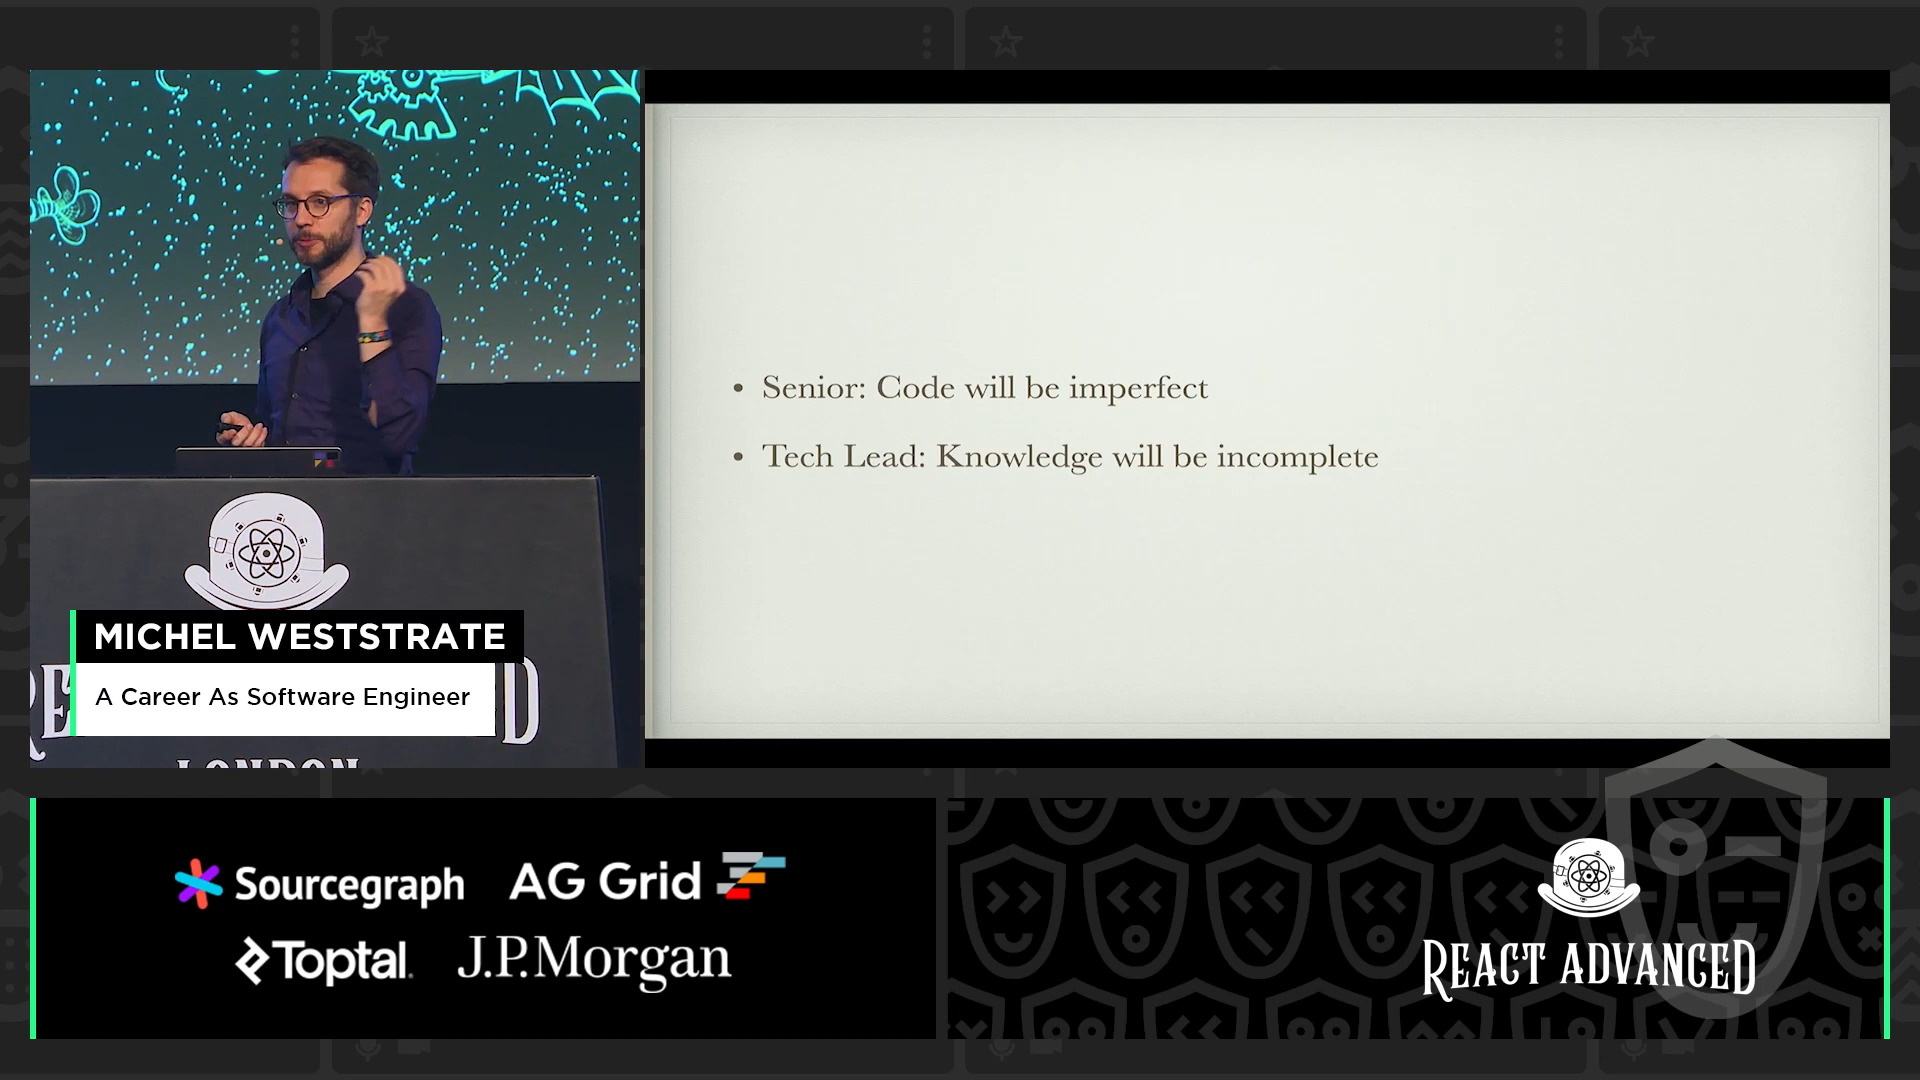 • Senior: Code will be imperfect
• Tech Lead: Knowledge will be incomplete
MICHEL WESTSTRATE
A Career As Software Engineer
LONDON
Sourcegraph
AG Grid
Toptal
J.P.Morgan
REACT ADVANCED